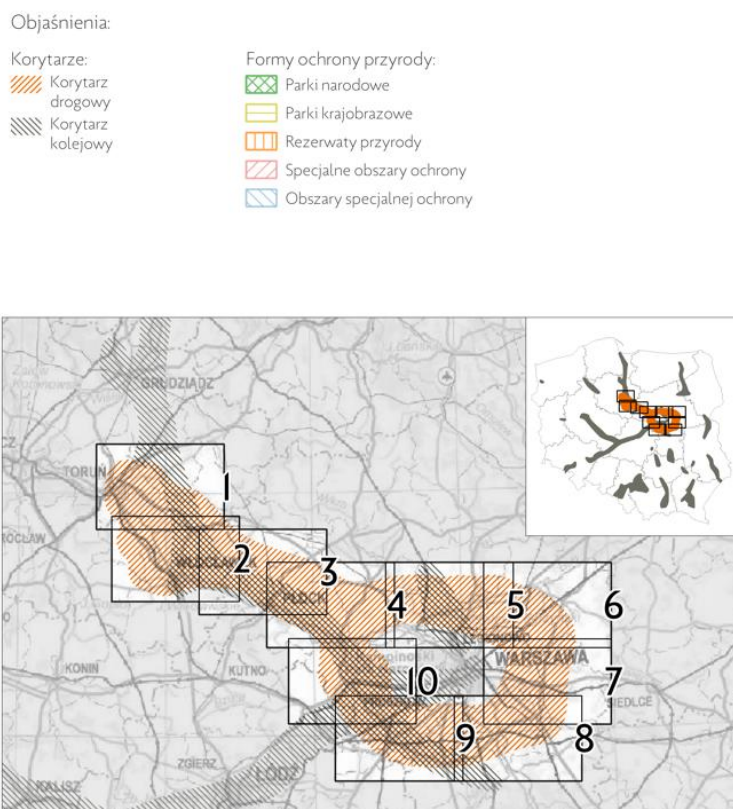 Objaśnienia:
Korytarze:
Korytarz
drogowy
Korytarz
kolejowy
Formy ochrony przyrody:
Parki narodowe
Parki krajobrazowe
Rezerwaty przyrody
Specjalne obszary ochrony
Obszary specjalnej ochrony
GRUDZIĄDZ
TORUŃ
1
2
3
PŁOCK
4
5
6
WARSZAWA
KONIN
KUTNO
10
7
SIEDLCE
9
8
ZGIERZ
ŁÓDŹ
KALISZ